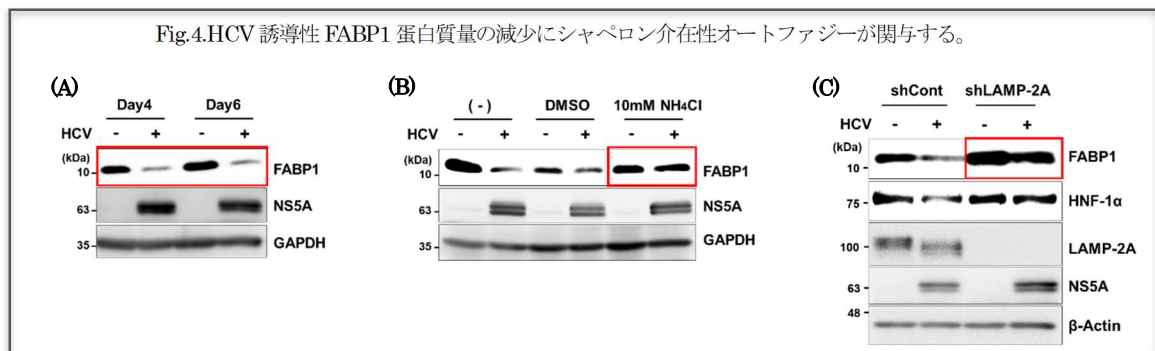 Fig.4.HCV 誘導性 FABP1 蛋白質量の減少にシャペロン介在性オートファジーが関与する。
(A)
Day4 Day6
HCV - + - +
(kDa)
10 FABP1
63 NS5A
35 GAPDH
(B)
(-) DMSO 10mM NH₄Cl
HCV - + - + - +
(kDa)
10 FABP1
63 NS5A
35 GAPDH
(C)
shCont shLAMP-2A
HCV - + - +
(kDa)
10 FABP1
75 HNF-1α
100 LAMP-2A
63 NS5A
48
β-Actin